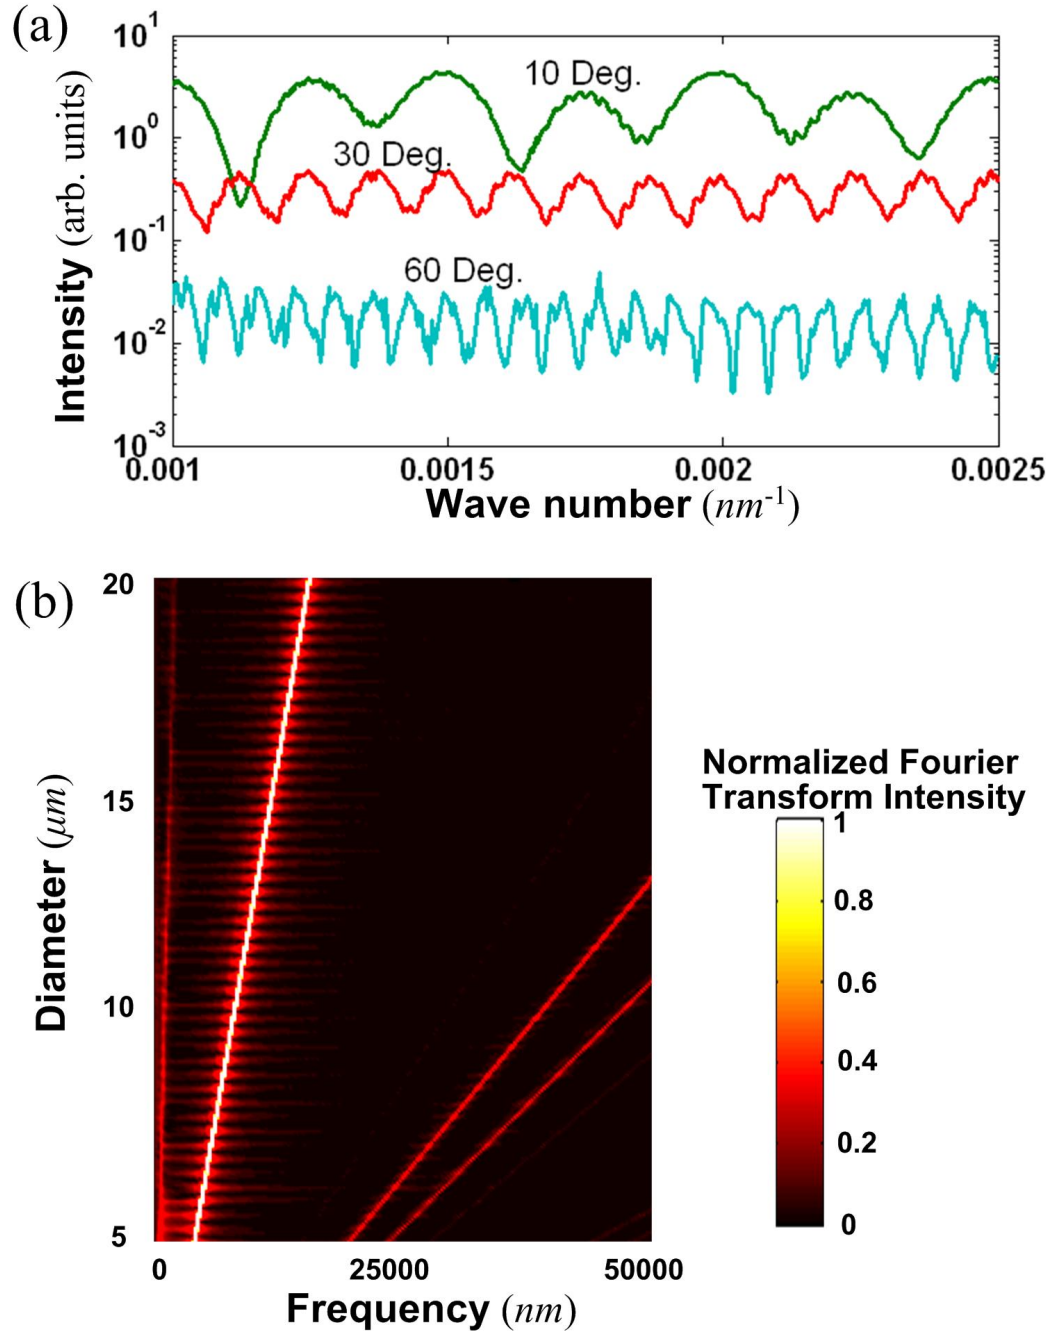 (a)
10^1
10^0
10^-1
10^-2
10^-3
Intensity (arb. units)
10 Deg.
30 Deg.
60 Deg.
0.001
0.0015
0.002
0.0025
Wave number (nm^-1)
(b)
20
15
10
5
Diameter (μm)
0
25000
50000
Frequency (nm)
Normalized Fourier
Transform Intensity
1
0.8
0.6
0.4
0.2
0